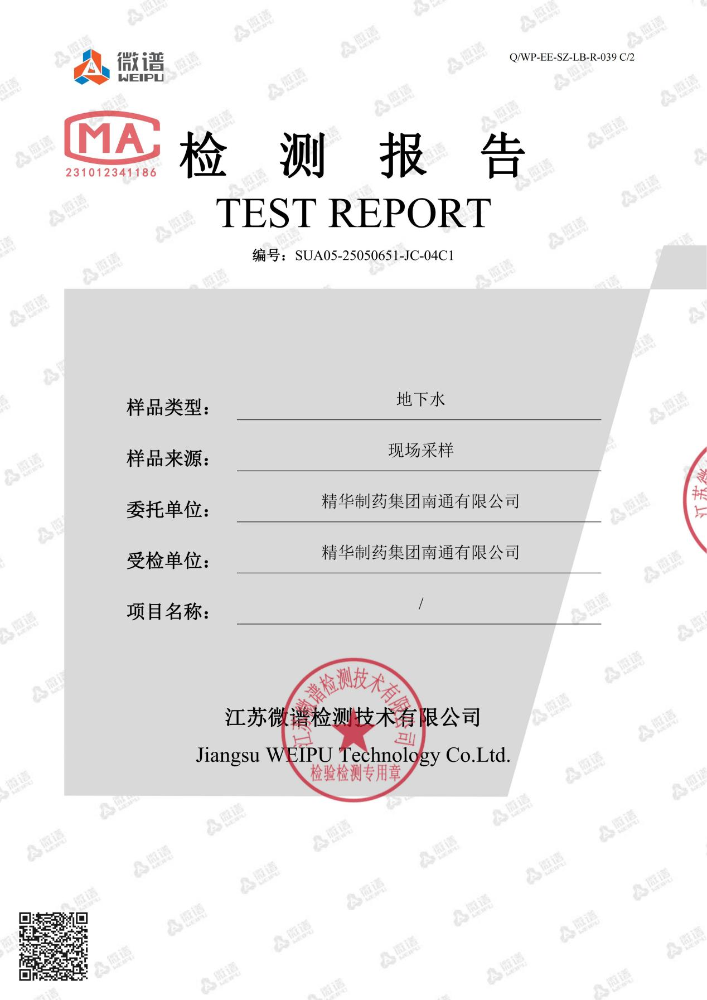 微谱
WEIPU
Q/WP-EE-SZ-LB-R-039 C/2
MA
231012341186
检测报告
TEST REPORT
编号：SUA05-25050651-JC-04C1
样品类型：地下水
样品来源：现场采样
委托单位：精华制药集团南通有限公司
受检单位：精华制药集团南通有限公司
项目名称：/
江苏微谱检测技术有限公司
江苏微谱检测技术有限公司
Jiangsu WEIPU Technology Co.Ltd.
检验检测专用章
江苏微